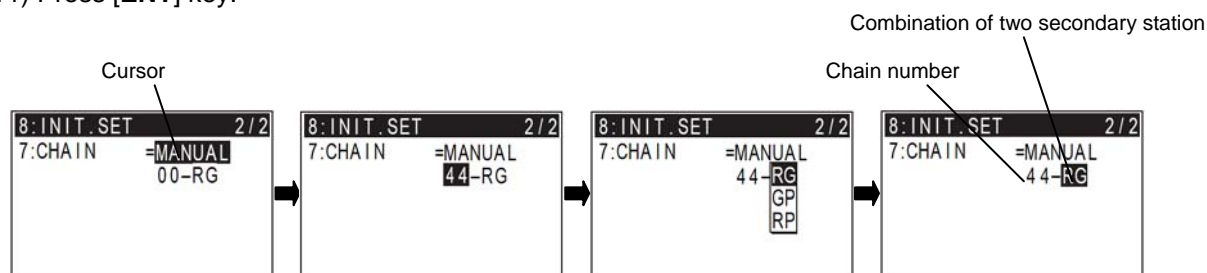 Press [ENT] key.
Combination of two secondary station
Cursor
Chain number
8:INIT.SET 2/2
7:CHAIN =MANUAL
00–RG
8:INIT.SET 2/2
7:CHAIN =MANUAL
44–RG
8:INIT.SET 2/2
7:CHAIN =MANUAL
44–RG
GP
RP
8:INIT.SET 2/2
7:CHAIN =MANUAL
44–RG